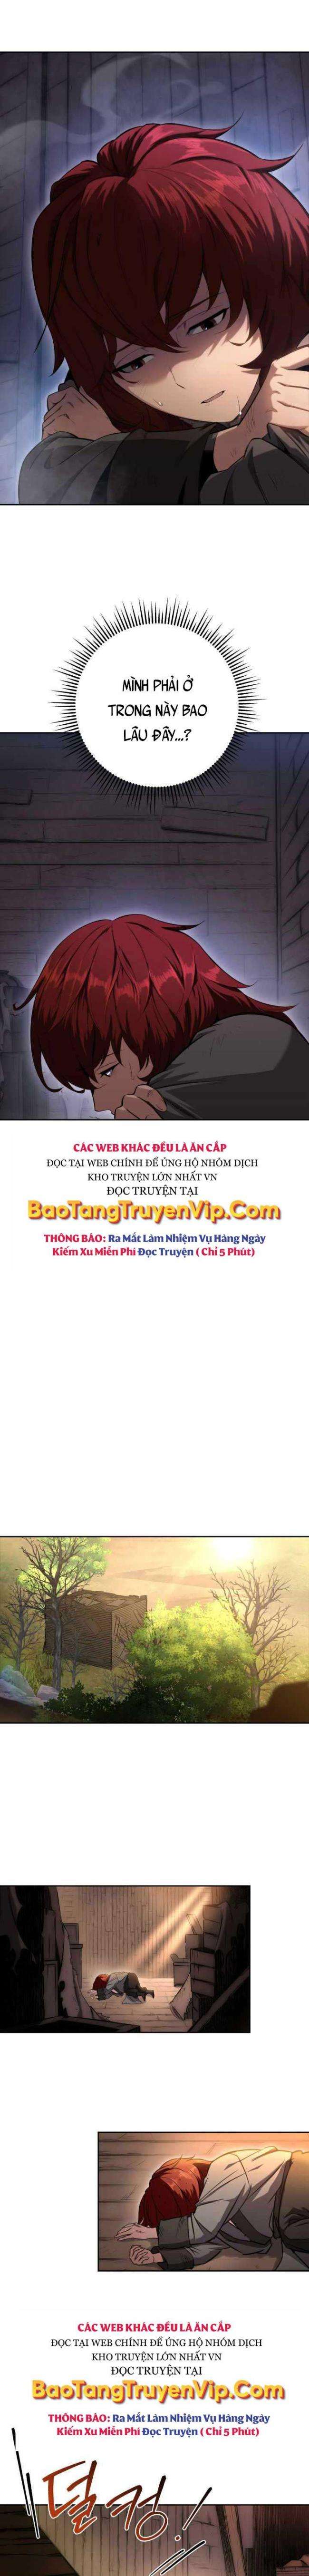 MÌNH PHẢI Ở
TRONG NÀY BAO
LÂU ĐÂY...?
CÁC WEB KHÁC ĐỀU LÀ ĂN CẮP
ĐỌC TẠI WEB CHÍNH ĐỂ ỦNG HỘ NHÓM DỊCH
KHO TRUYỆN LỚN NHẤT VN
ĐỌC TRUYỆN TẠI
BaoTangTruyenVip.Com
THÔNG BÁO: Ra Mắt Làm Nhiệm Vụ Hàng Ngày
Kiếm Xu Miễn Phí Đọc Truyện ( Chỉ 5 Phút)
CÁC WEB KHÁC ĐỀU LÀ ĂN CẮP
ĐỌC TẠI WEB CHÍNH ĐỂ ỦNG HỘ NHÓM DỊCH
KHO TRUYỆN LỚN NHẤT VN
ĐỌC TRUYỆN TẠI
BaoTangTruyenVip.Com
THÔNG BÁO: Ra Mắt Làm Nhiệm Vụ Hàng Ngày
Kiếm Xu Miễn Phí Đọc Truyện ( Chỉ 5 Phút)
덜컹!